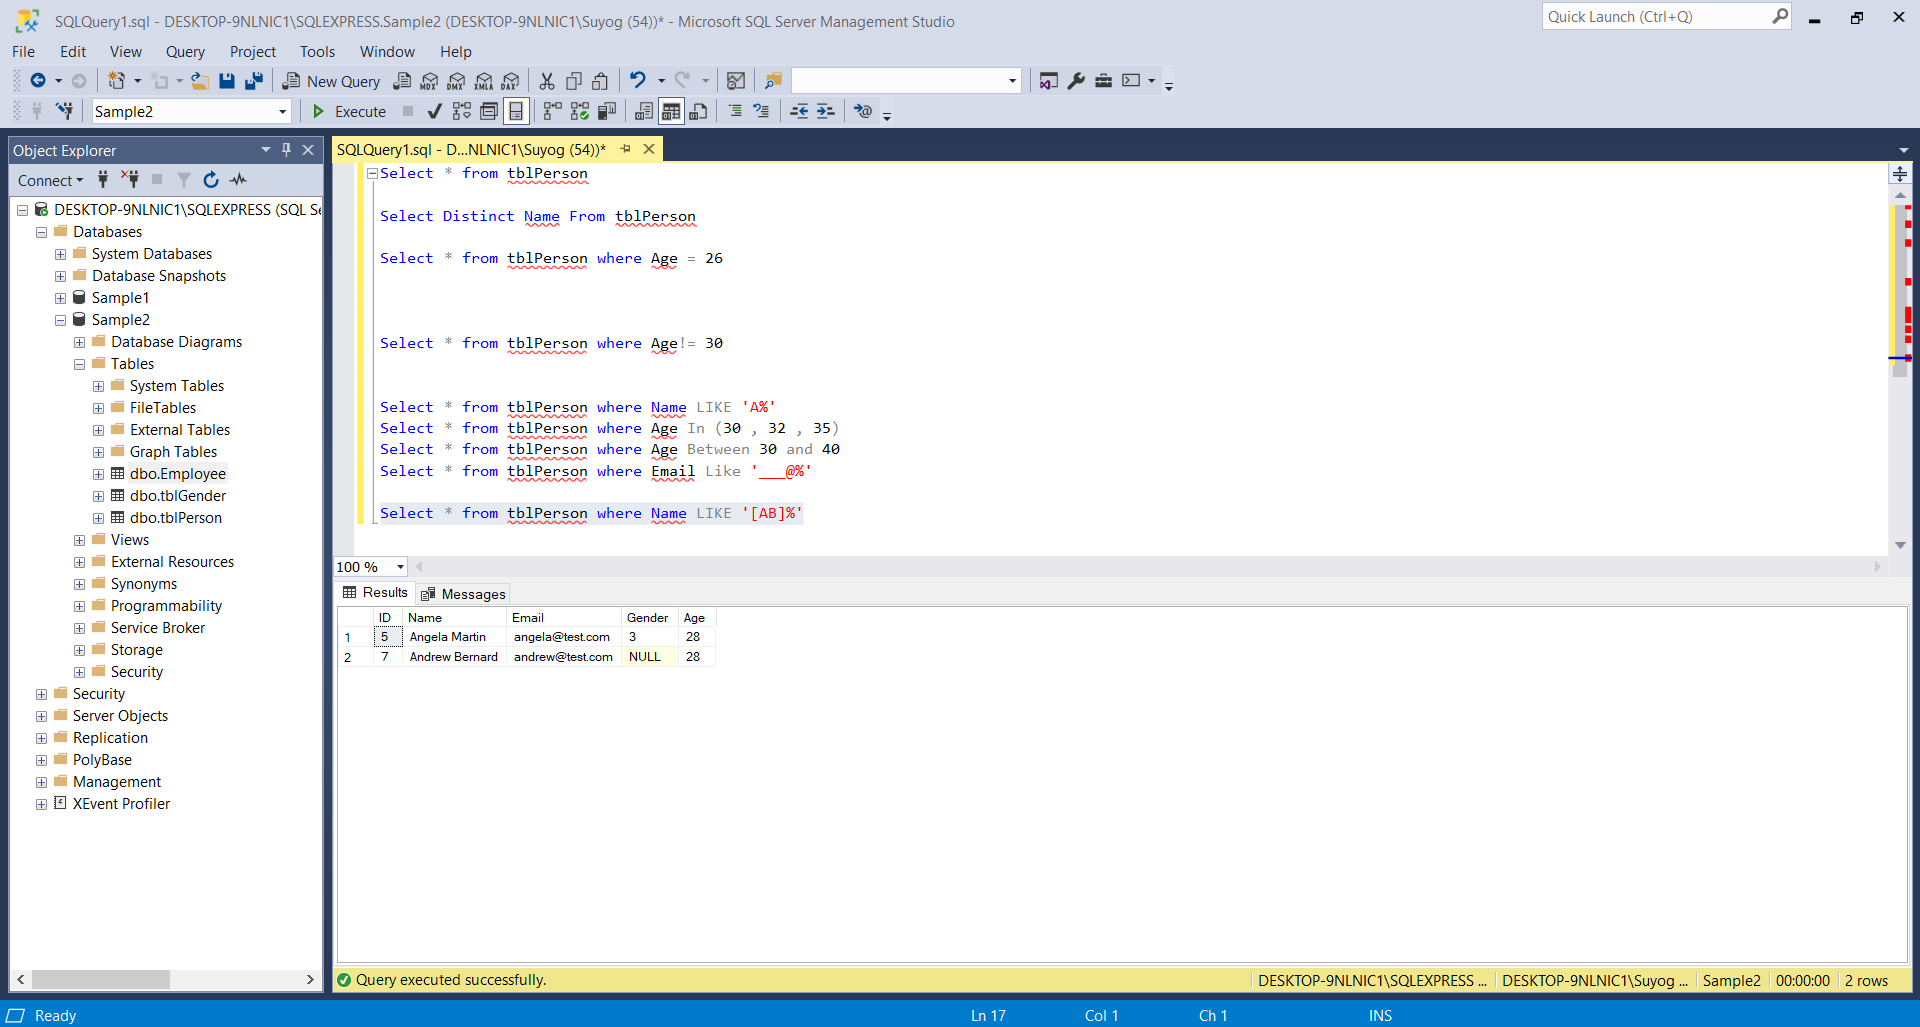 SQLQuery1.sql - DESKTOP-9NLNIC1\SQLEXPRESS.Sample2 (DESKTOP-9NLNIC1\Suyog (54))* - Microsoft SQL Server Management Studio
Quick Launch (Ctrl+Q)
File Edit View Query Project Tools Window Help
New Query MDX DMX XMLA DAX
Sample2 Execute
Object Explorer
Connect
DESKTOP-9NLNIC1\SQLEXPRESS (SQL Se
Databases
System Databases
Database Snapshots
Sample1
Sample2
Database Diagrams
Tables
System Tables
FileTables
External Tables
Graph Tables
dbo.Employee
dbo.tblGender
dbo.tblPerson
Views
External Resources
Synonyms
Programmability
Service Broker
Storage
Security
Security
Server Objects
Replication
PolyBase
Management
XEvent Profiler
SQLQuery1.sql - D...NLNIC1\Suyog (54))*
Select * from tblPerson
Select Distinct Name From tblPerson
Select * from tblPerson where Age = 26
Select * from tblPerson where Age!= 30
Select * from tblPerson where Name LIKE 'A%'
Select * from tblPerson where Age In (30 , 32 , 35)
Select * from tblPerson where Age Between 30 and 40
Select * from tblPerson where Email Like '___@%'
Select * from tblPerson where Name LIKE '[AB]%'
100 %
Results Messages
ID Name Email Gender Age
1 5 Angela Martin angela@test.com 3 28
2 7 Andrew Bernard andrew@test.com NULL 28
Query executed successfully.
DESKTOP-9NLNIC1\SQLEXPRESS ... DESKTOP-9NLNIC1\Suyog ... Sample2 00:00:00 2 rows
Ready Ln 17 Col 1 Ch 1 INS